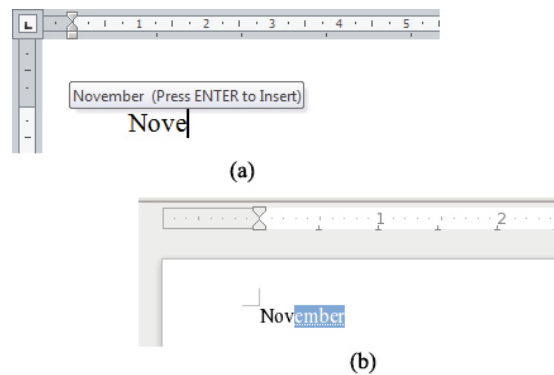 L 1 2 3 4 5
November (Press ENTER to Insert)
Nove
(a)
1 2
November
(b)